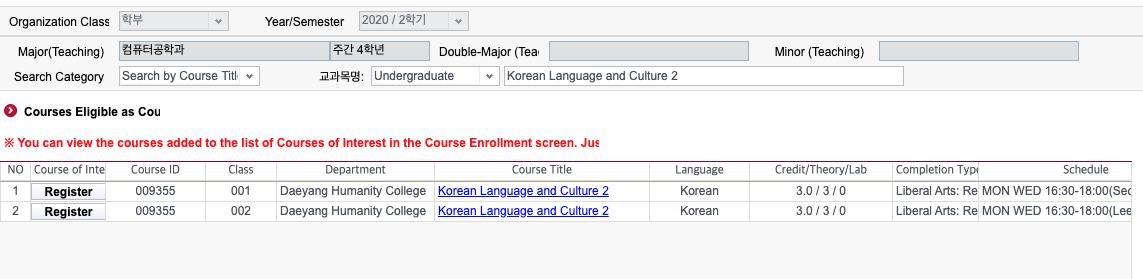 Organization Class 학부 Year/Semester 2020 / 2학기
Major(Teaching) 컴퓨터공학과 주간 4학년 Double-Major (Tea Minor (Teaching)
Search Category Search by Course Title 교과목명: Undergraduate Korean Language and Culture 2
Courses Eligible as Cou
※ You can view the courses added to the list of Courses of Interest in the Course Enrollment screen. Jus
NO Course of Inte Course ID Class Department Course Title Language Credit/Theory/Lab Completion Type Schedule
1 Register 009355 001 Daeyang Humanity College Korean Language and Culture 2 Korean 3.0 / 3 / 0 Liberal Arts: Re MON WED 16:30-18:00(Seo
2 Register 009355 002 Daeyang Humanity College Korean Language and Culture 2 Korean 3.0 / 3 / 0 Liberal Arts: Re MON WED 16:30-18:00(Lee